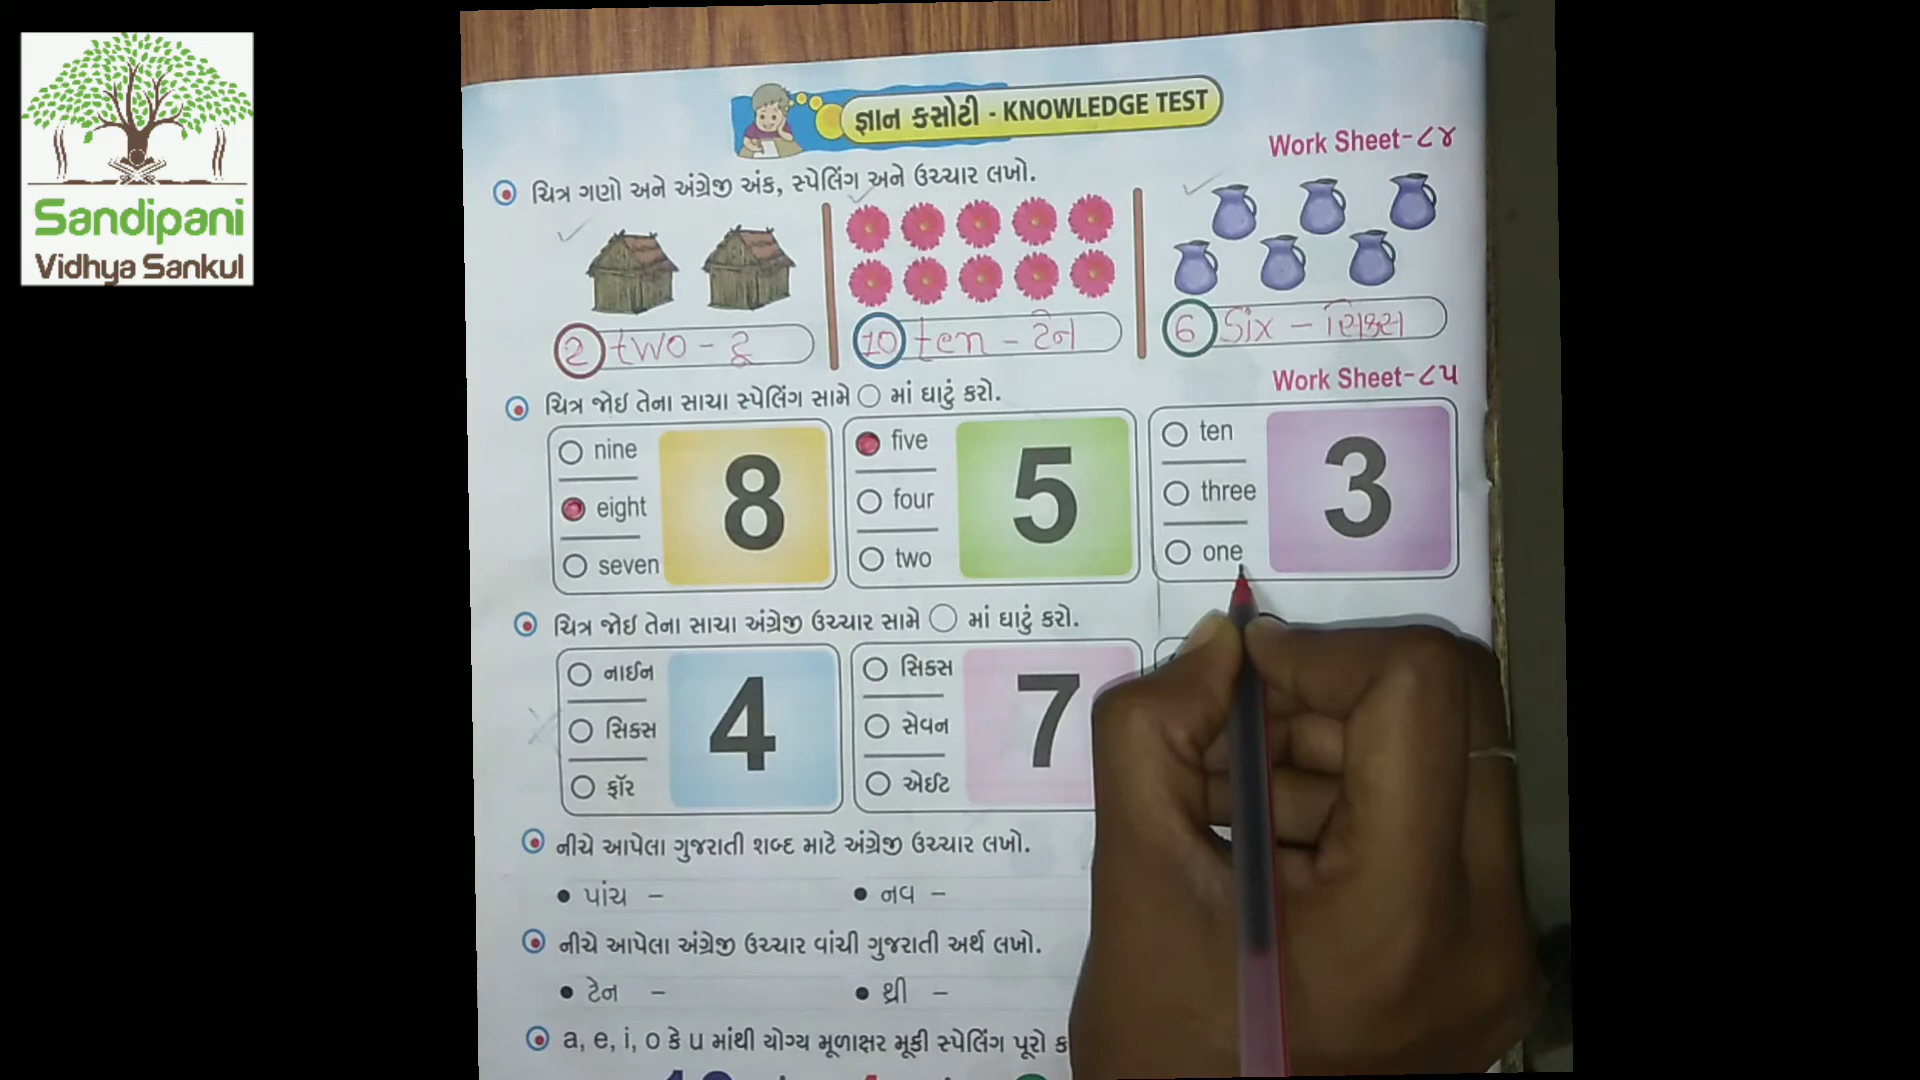 Sandipani
Vidhya Sankul
જ્ઞાન કસોટી - KNOWLEDGE TEST
Work Sheet-૮૪
ચિત્ર ગણો અને અંગ્રેજી અંક, સ્પેલિંગ અને ઉચ્ચાર લખો.
2 two - ટુ
10 ten - ટેન
6 Six - સિક્સ
Work Sheet-૮૫
ચિત્ર જોઈ તેના સાચા સ્પેલિંગ સામે ○ માં ઘાટું કરો.
nine
eight
seven
8
five
four
two
5
ten
three
one
3
ચિત્ર જોઈ તેના સાચા અંગ્રેજી ઉચ્ચાર સામે ○ માં ઘાટું કરો.
નાઈન
સિક્સ
ફૉર
4
સિક્સ
સેવન
એઈટ
7
નીચે આપેલા ગુજરાતી શબ્દ માટે અંગ્રેજી ઉચ્ચાર લખો.
• પાંચ – • નવ –
નીચે આપેલા અંગ્રેજી ઉચ્ચાર વાંચી ગુજરાતી અર્થ લખો.
• ટેન – • થ્રી –
a, e, i, o કે u માંથી યોગ્ય મૂળાક્ષર મૂકી સ્પેલિંગ પૂરો ક